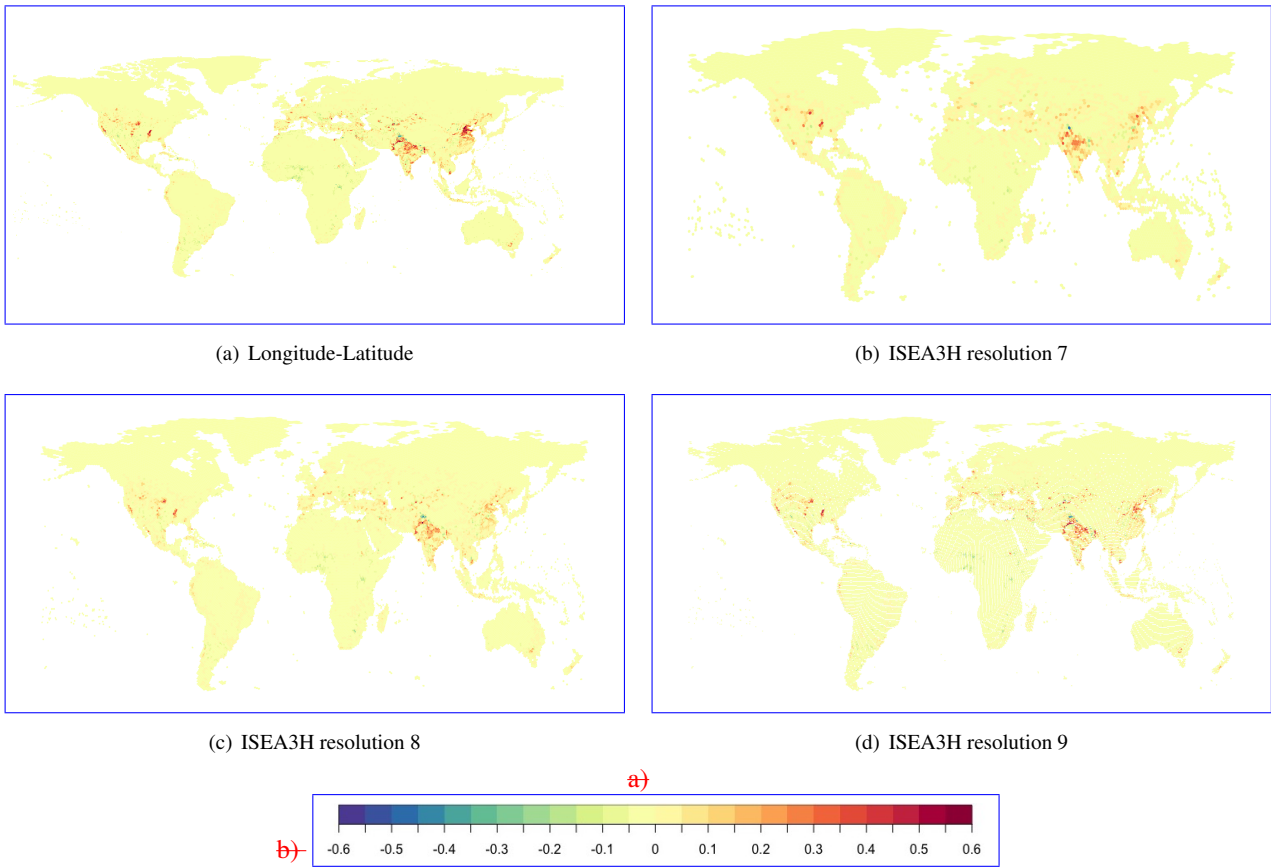 (a) Longitude-Latitude
(b) ISEA3H resolution 7
(c) ISEA3H resolution 8
(d) ISEA3H resolution 9
a)
b)
-0.6 -0.5 -0.4 -0.3 -0.2 -0.1 0 0.1 0.2 0.3 0.4 0.5 0.6